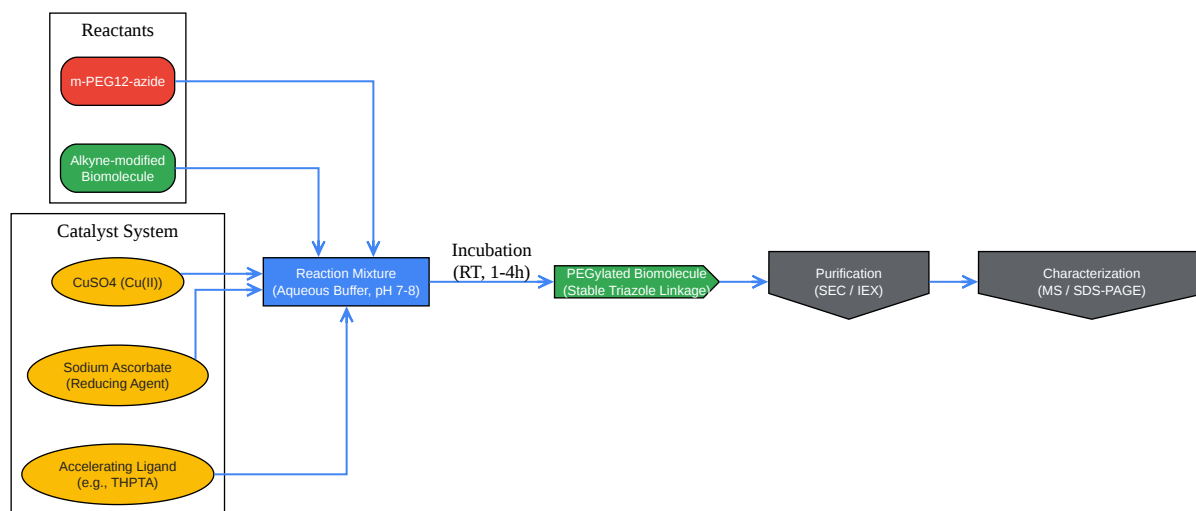 Reactants
m-PEG12-azide
Alkyne-modified
Biomolecule
Catalyst System
CuSO4 (Cu(II))
Sodium Ascorbate
(Reducing Agent)
Accelerating Ligand
(e.g., THPTA)
Reaction Mixture
(Aqueous Buffer, pH 7-8)
Incubation
(RT, 1-4h)
PEGylated Biomolecule
(Stable Triazole Linkage)
Purification
(SEC / IEX)
Characterization
(MS / SDS-PAGE)